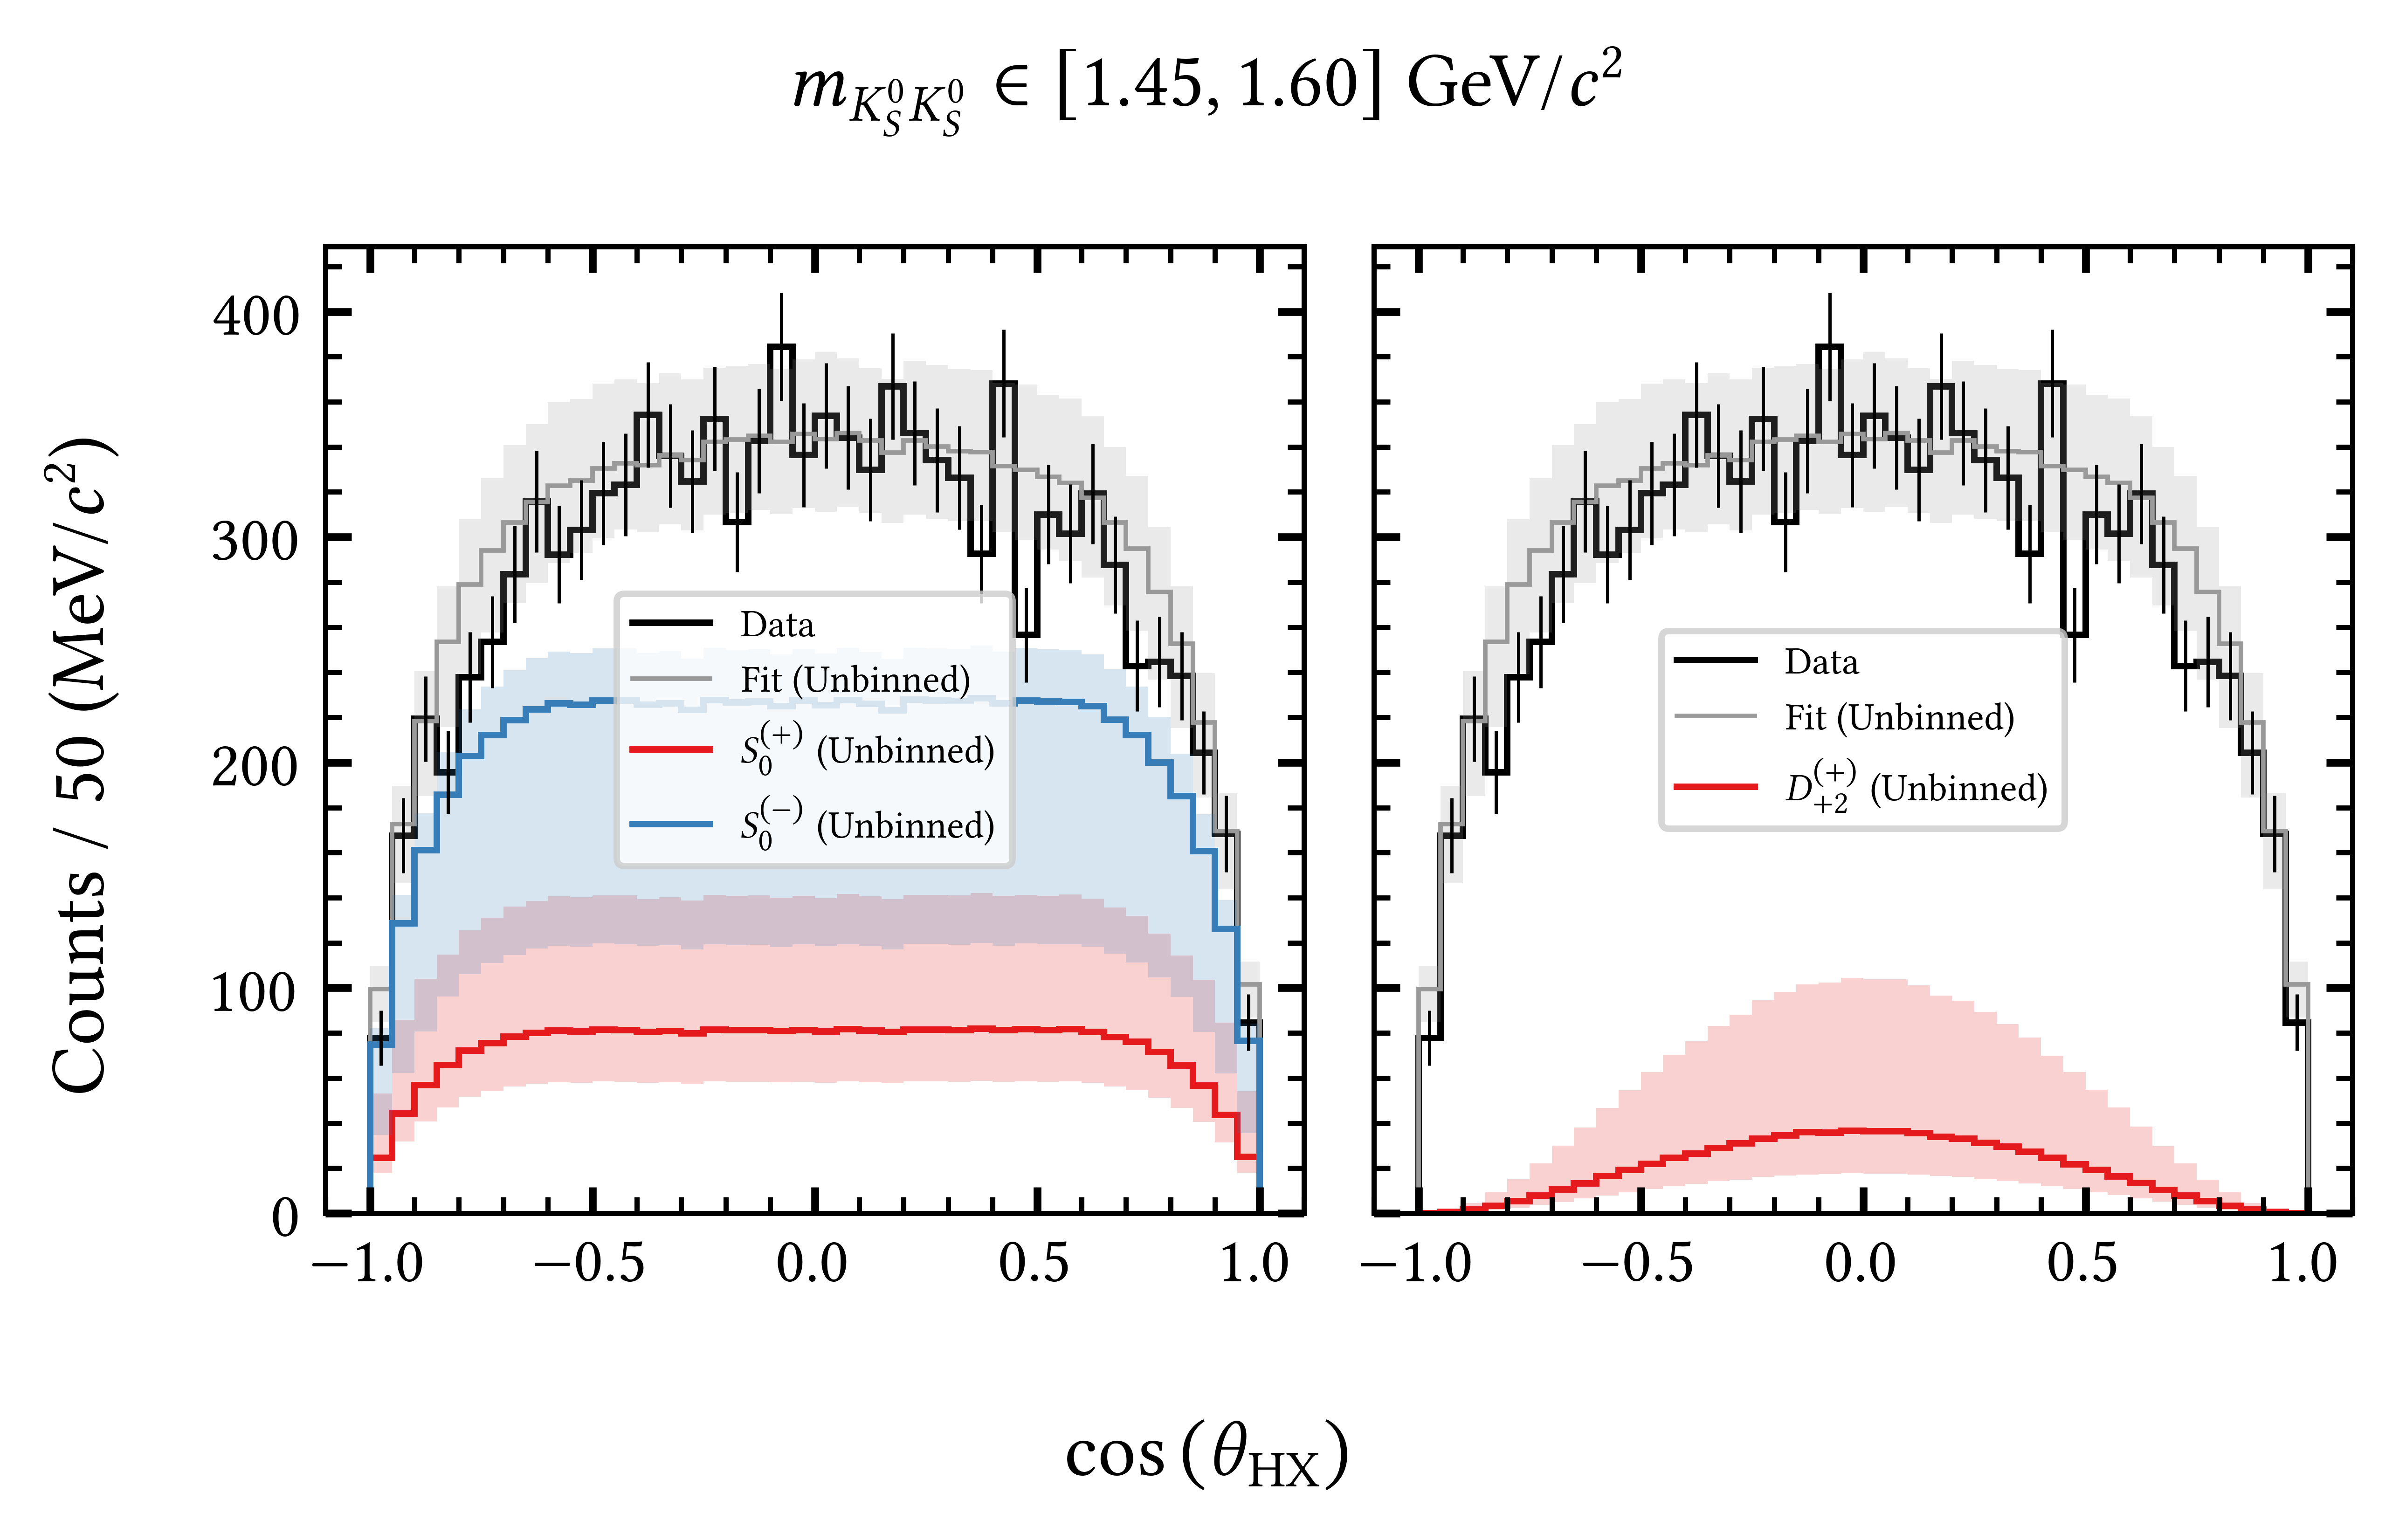 m_{K_S^0 K_S^0} ∈ [1.45, 1.60] GeV/c²
Counts / 50 (MeV/c²)
400
300
200
100
0
Data
Fit (Unbinned)
S_0^{(+)} (Unbinned)
S_0^{(−)} (Unbinned)
−1.0 −0.5 0.0 0.5 1.0
Data
Fit (Unbinned)
D_{+2}^{(+)} (Unbinned)
−1.0 −0.5 0.0 0.5 1.0
cos (θ_{HX})